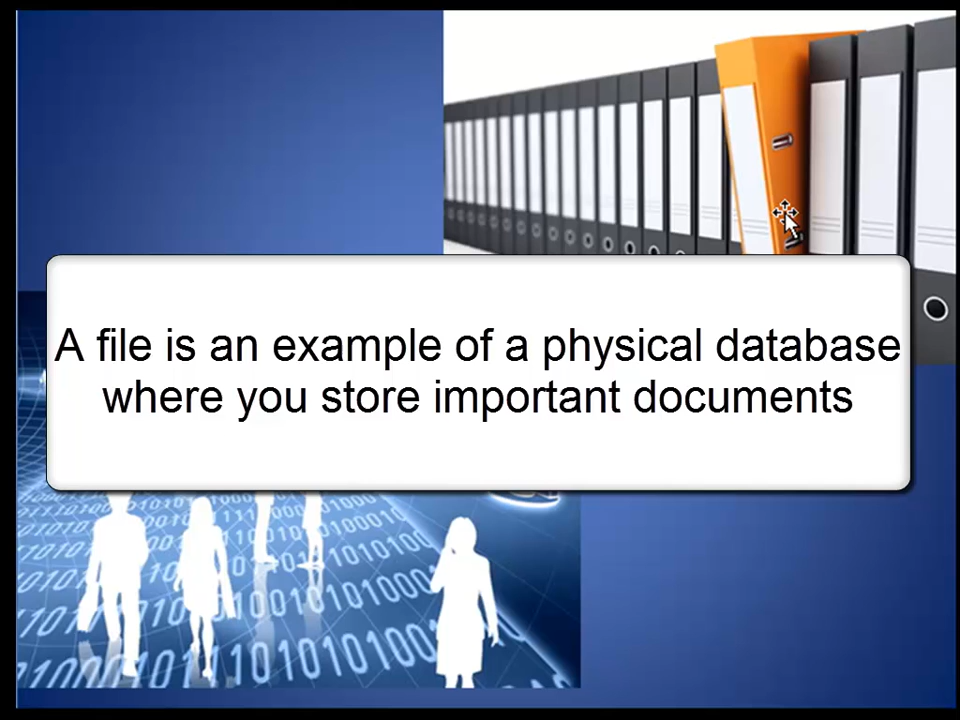 A file is an example of a physical database
where you store important documents